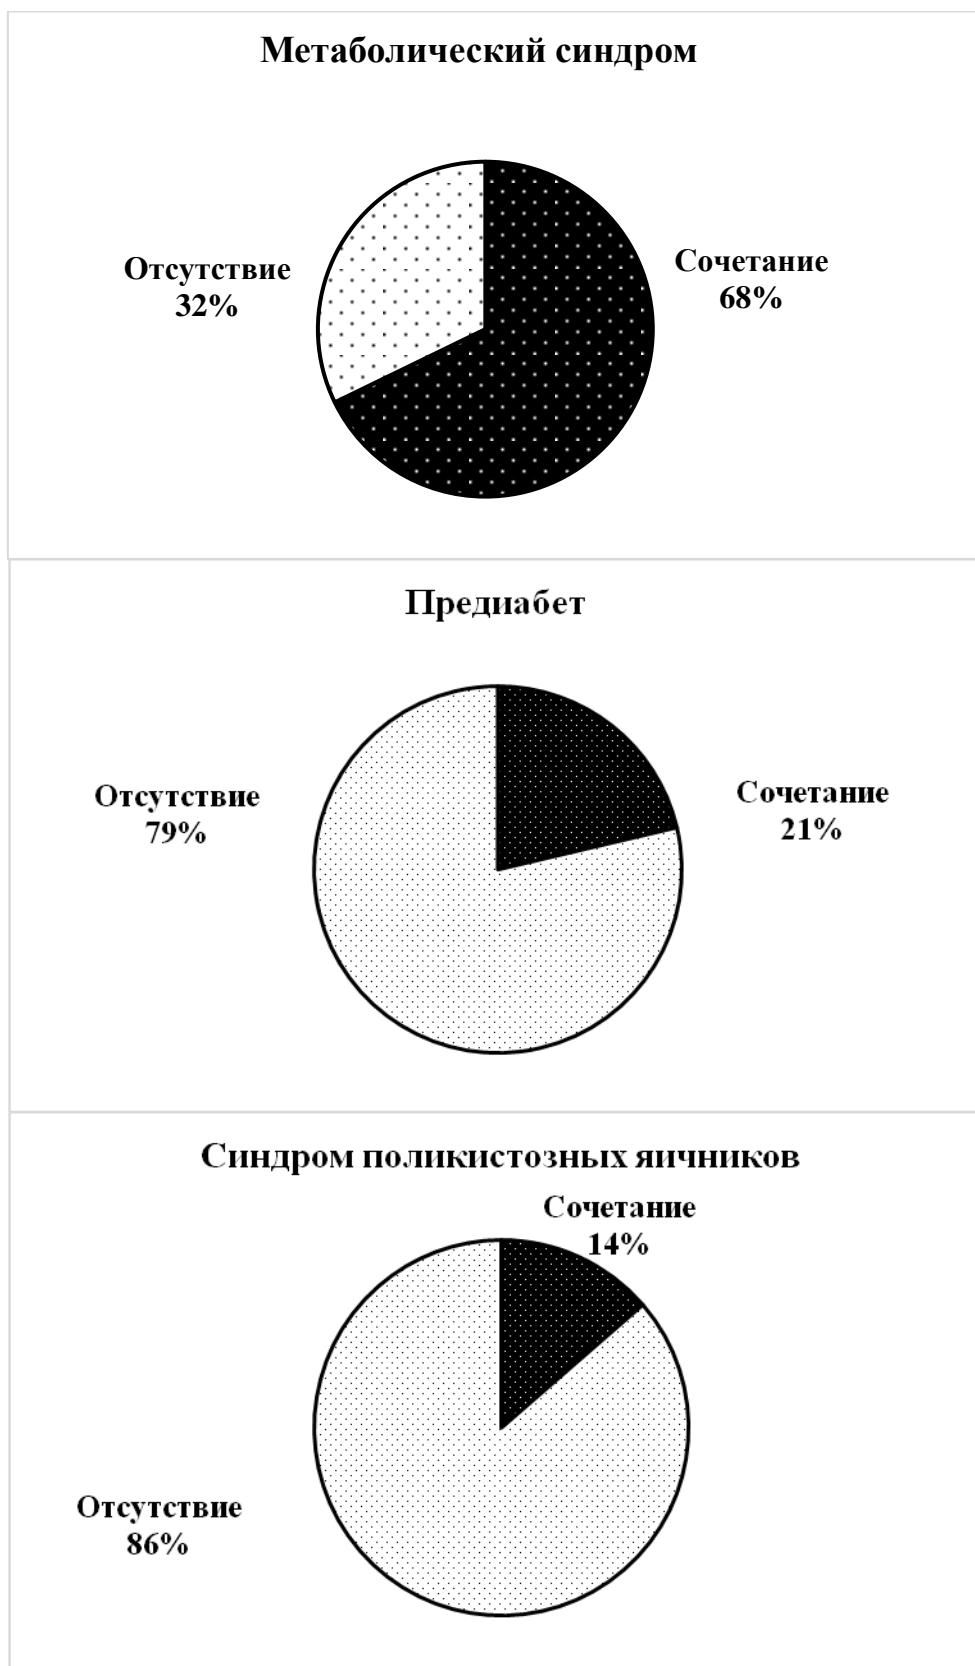 Метаболический синдром
Отсутствие
32%
Сочетание
68%
Предиабет
Отсутствие
79%
Сочетание
21%
Синдром поликистозных яичников
Сочетание
14%
Отсутствие
86%